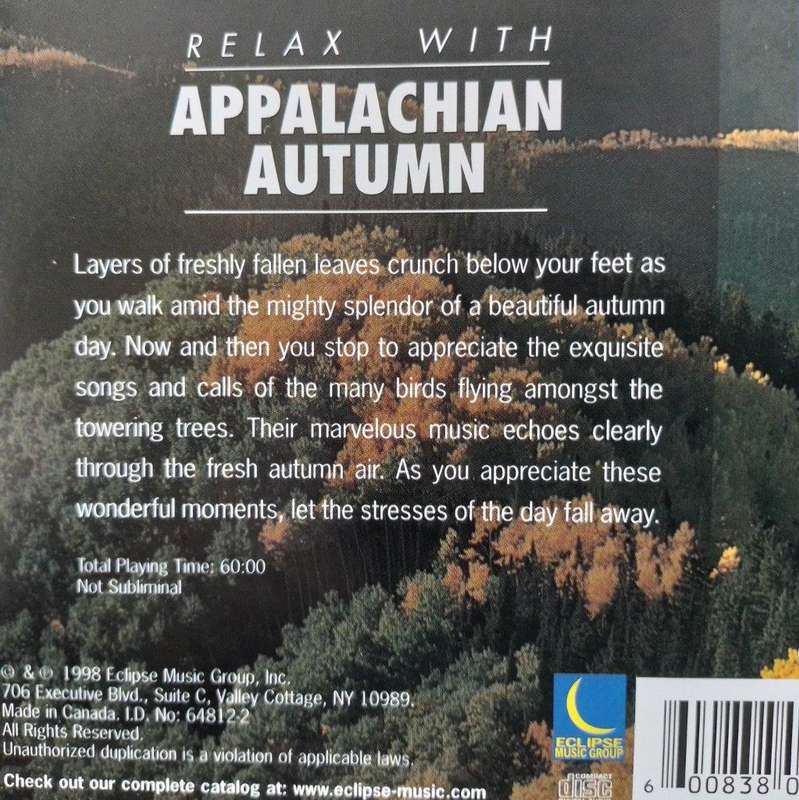 RELAX WITH
APPALACHIAN
AUTUMN
Layers of freshly fallen leaves crunch below your feet as
you walk amid the mighty splendor of a beautiful autumn
day. Now and then you stop to appreciate the exquisite
songs and calls of the many birds flying amongst the
towering trees. Their marvelous music echoes clearly
through the fresh autumn air. As you appreciate these
wonderful moments, let the stresses of the day fall away.
Total Playing Time: 60:00
Not Subliminal
© & ℗ 1998 Eclipse Music Group, Inc.
706 Executive Blvd., Suite C, Valley Cottage, NY 10989.
Made in Canada. I.D. No: 64812-2
All Rights Reserved.
Unauthorized duplication is a violation of applicable laws.
Check out our complete catalog at: www.eclipse-music.com
ECLIPSE
MUSIC GROUP
COMPACT
disc
6 00838 0